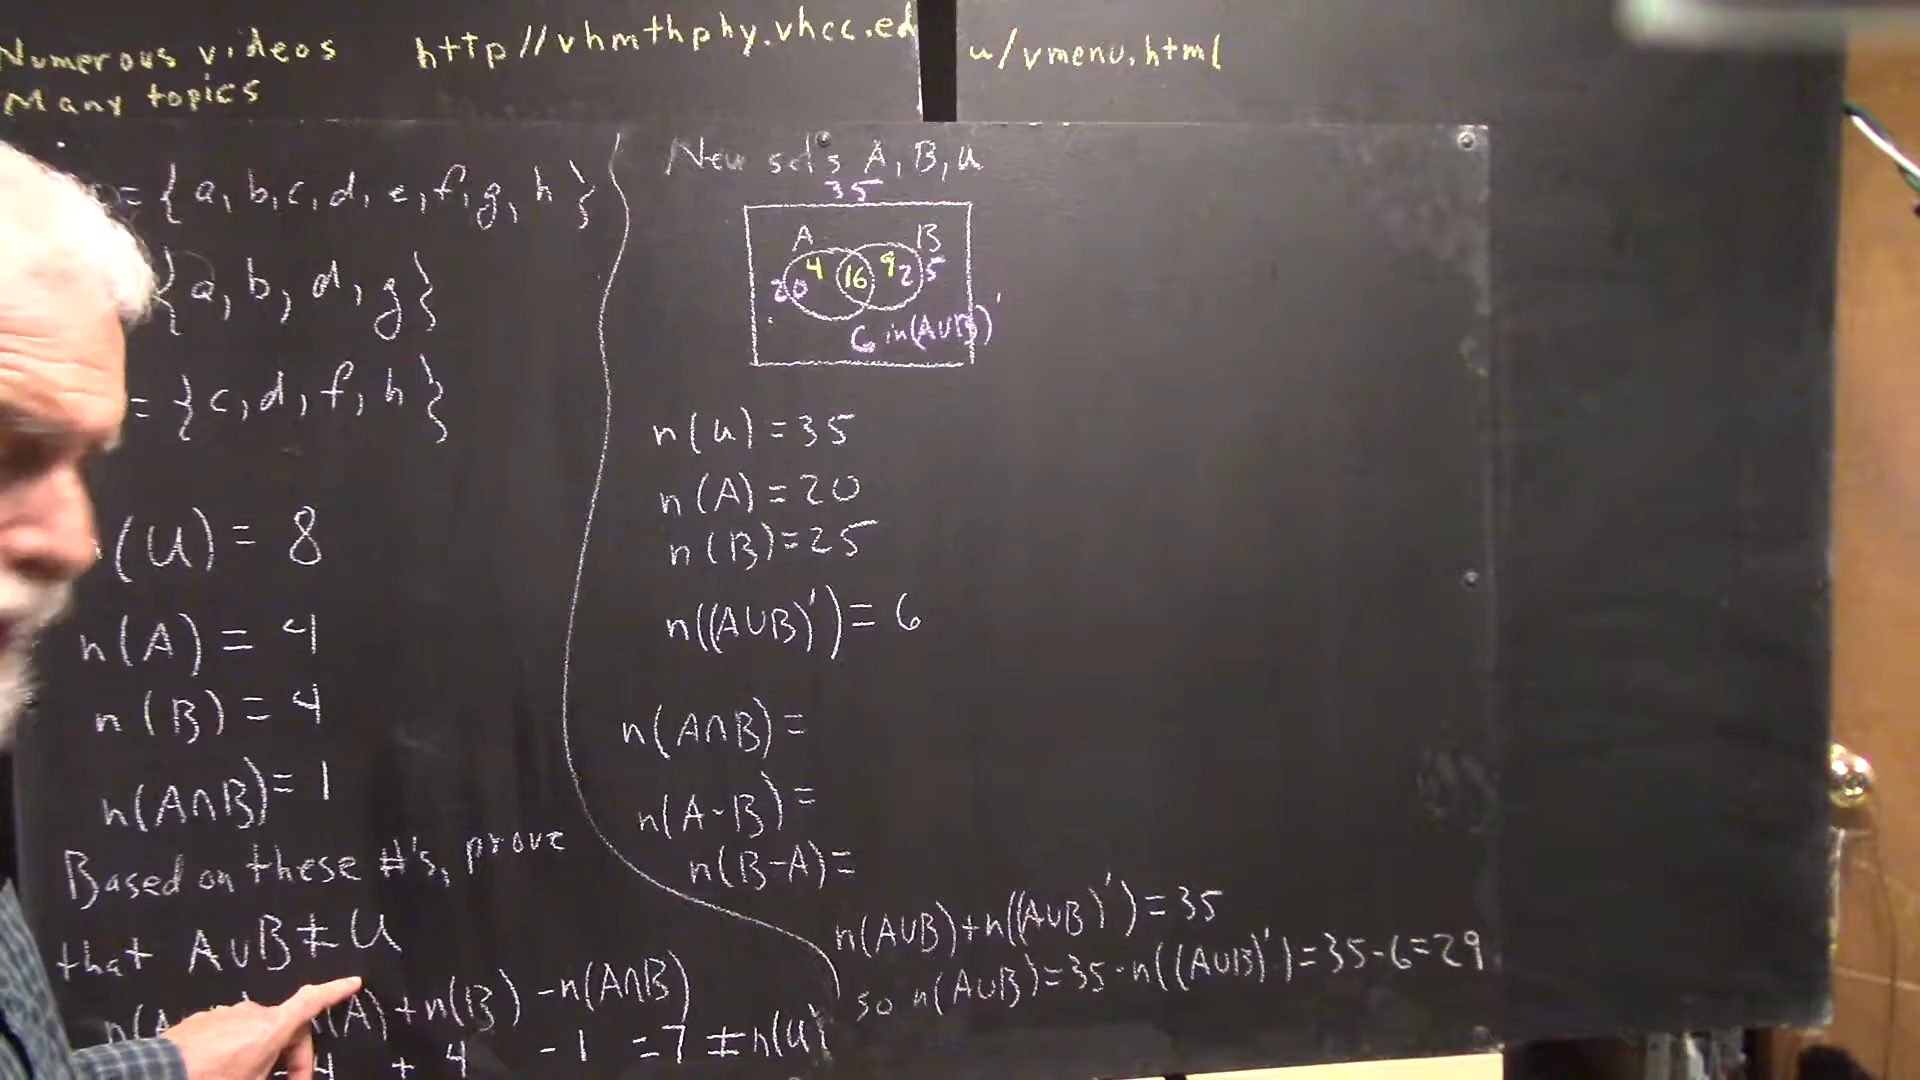 Numerous videos http//vhmthphy.vhcc.edu/vmenu.html
Many topics
= {a, b, c, d, e, f, g, h}
{a, b, d, g}
= {c, d, f, h}
(U) = 8
n(A) = 4
n(B) = 4
n(A∩B) = 1
Based on these #'s, prove
that A∪B ≠ U
(A) + n(B) - n(A∩B)
4 + 4 - 1 = 7 ≠ n(U)
New sets A, B, U
35
A B
20 4 16 9 25
6 in (A∪B)'
n(U) = 35
n(A) = 20
n(B) = 25
n((A∪B)') = 6
n(A∩B) =
n(A-B) =
n(B-A) =
n(A∪B) + n((A∪B)') = 35
so n(A∪B) = 35 - n((A∪B)') = 35 - 6 = 29